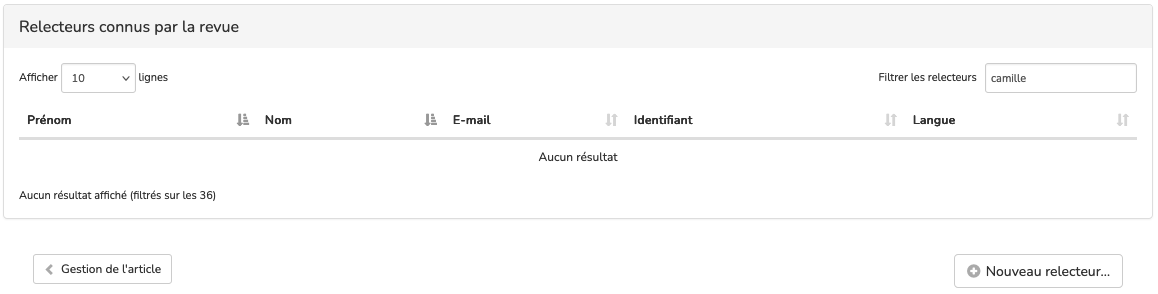 Relecteurs connus par la revue
Afficher 10 lignes Filtrer les relecteurs camille
Prénom Nom E-mail Identifiant Langue
Aucun résultat
Aucun résultat affiché (filtrés sur les 36)
Gestion de l'article Nouveau relecteur...